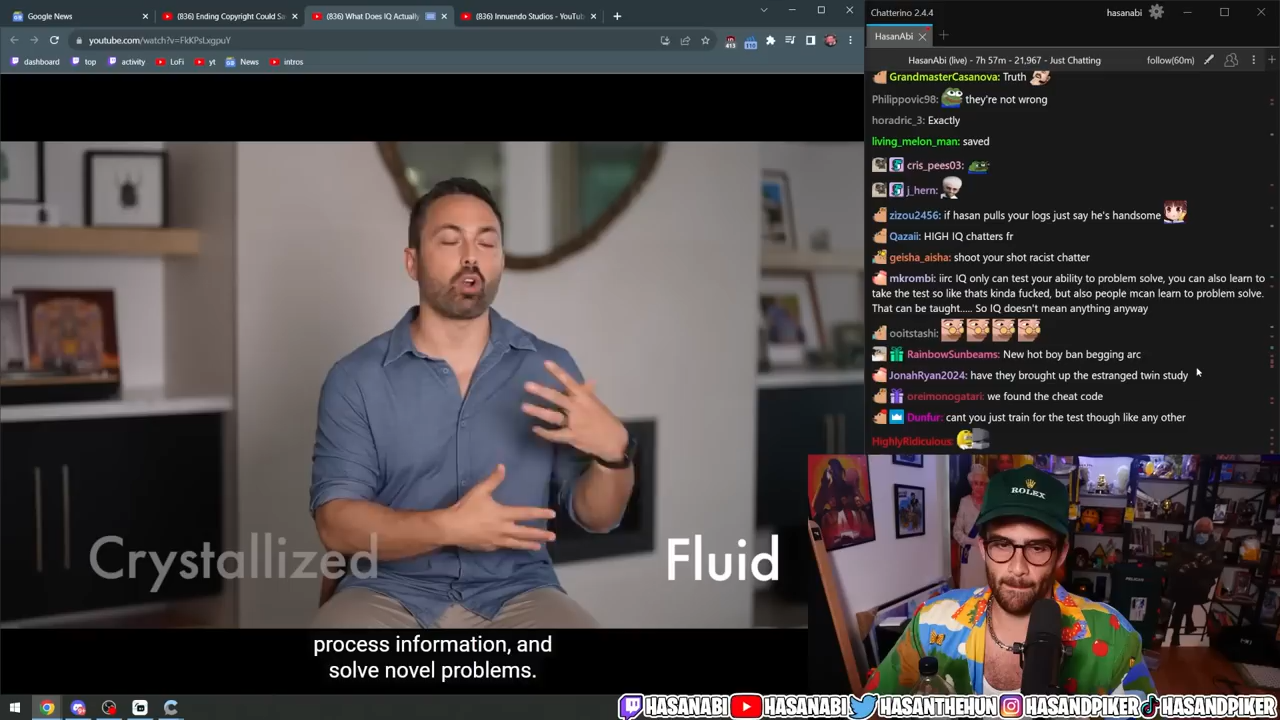 Google News
(836) Ending Copyright Could Sa
(836) What Does IQ Actually
(836) Innuendo Studios - YouTub
youtube.com/watch?v=FkKPsLxgpuY
413
110
dashboard
top
activity
LoFi
yt
News
intros
Crystallized
Fluid
process information, and
solve novel problems.
Chatterino 2.4.4
hasanabi
HasanAbi
HasanAbi (live) - 7h 57m - 21,967 - Just Chatting
follow(60m)
GrandmasterCasanova: Truth
Philippovic98: they're not wrong
horadric_3: Exactly
living_melon_man: saved
cris_pees03:
j_hern:
zizou2456: if hasan pulls your logs just say he's handsome
Qazaii: HIGH IQ chatters fr
geisha_aisha: shoot your shot racist chatter
mkrombi: iirc IQ only can test your ability to problem solve, you can also learn to
take the test so like thats kinda fucked, but also people mcan learn to problem solve.
That can be taught..... So IQ doesn't mean anything anyway
ooitstashi:
RainbowSunbeams: New hot boy ban begging arc
JonahRyan2024: have they brought up the estranged twin study
oreimonogatari: we found the cheat code
Dunfur: cant you just train for the test though like any other
HighlyRidicuious:
ROLEX
HASANABI
HASANABI
HASANTHEHUN
HASANDPIKER
HASANDPIKER